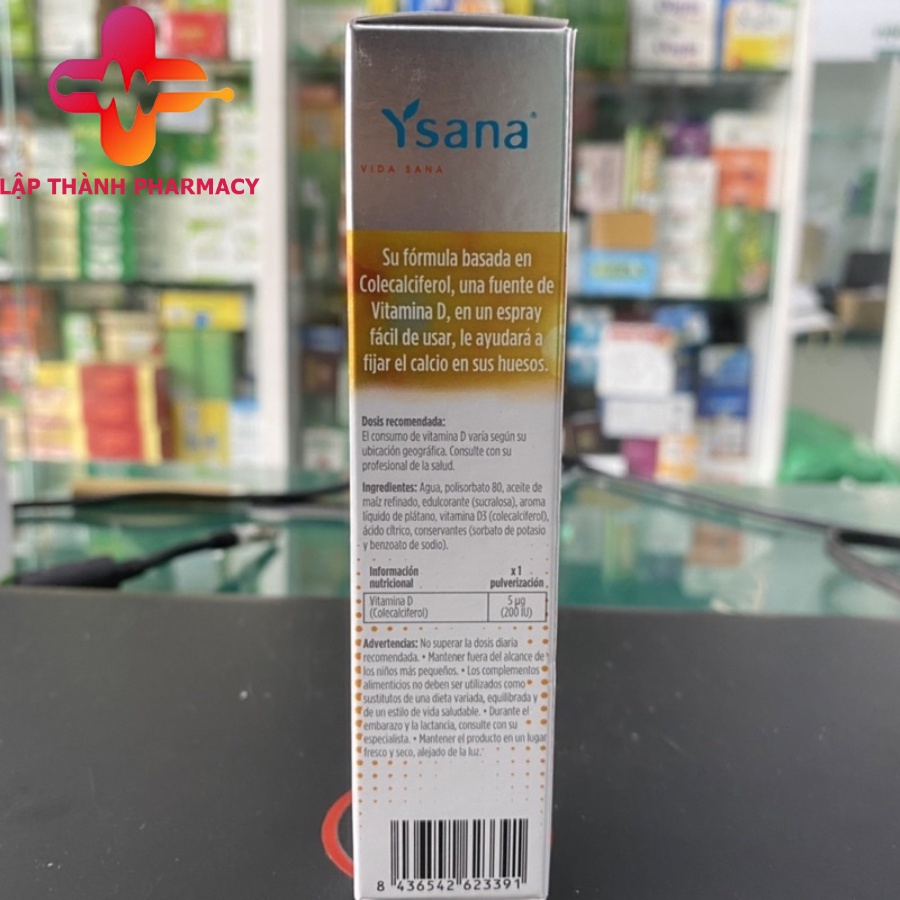 LẬP THÀNH PHARMACY
Ysana®
VIDA SANA
Su fórmula basada en
Colecalciferol, una fuente de
Vitamina D, en un espray
fácil de usar, le ayudará a
fijar el calcio en sus huesos.
Dosis recomendada:
El consumo de vitamina D varía según su
ubicación geográfica. Consulte con su
profesional de la salud.
Ingredientes: Agua, polisorbato 80, aceite de
maíz refinado, edulcorante (sucralosa), aroma
líquido de plátano, vitamina D3 (colecalciferol),
ácido cítrico, conservantes (sorbato de potasio
y benzoato de sodio).
Información x 1
nutricional pulverización
Vitamina D 5 µg
(Colecalciferol) (200 IU)
Advertencias: No superar la dosis diaria
recomendada. • Mantener fuera del alcance de
los niños más pequeños. • Los complementos
alimenticios no deben ser utilizados como
sustitutos de una dieta variada, equilibrada y
de un estilo de vida saludable. • Durante el
embarazo y la lactancia, consulte con su
especialista. • Mantener el producto en un lugar
fresco y seco, alejado de la luz.
8 436542 623391